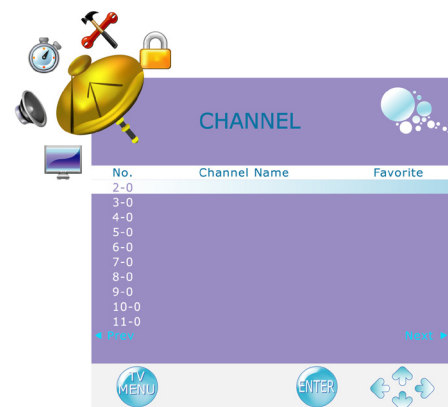 CHANNEL
No. Channel Name Favorite
2-0
3-0
4-0
5-0
6-0
7-0
8-0
9-0
10-0
11-0
Prev Next
TV
MENU
ENTER